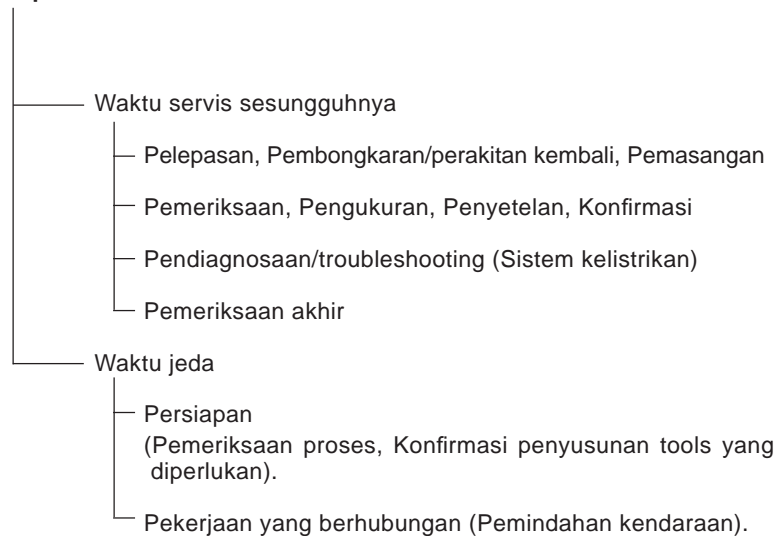 Waktu servis sesungguhnya
Pelepasan, Pembongkaran/perakitan kembali, Pemasangan
Pemeriksaan, Pengukuran, Penyetelan, Konfirmasi
Pendiagnosaan/troubleshooting (Sistem kelistrikan)
Pemeriksaan akhir
Waktu jeda
Persiapan
(Pemeriksaan proses, Konfirmasi penyusunan tools yang
diperlukan).
Pekerjaan yang berhubungan (Pemindahan kendaraan).